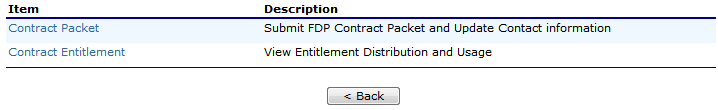 Item Description
Contract Packet Submit FDP Contract Packet and Update Contact information
Contract Entitlement View Entitlement Distribution and Usage
< Back